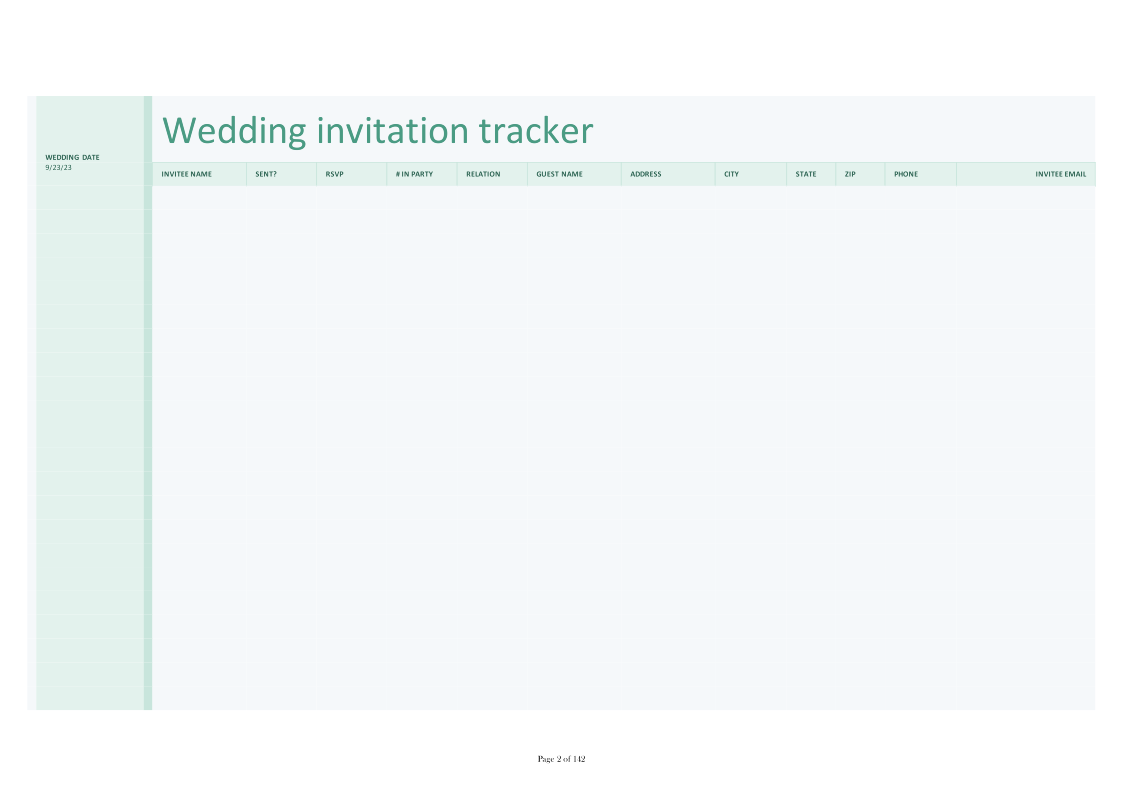 Wedding invitation tracker
WEDDING DATE
9/23/23
INVITEE NAME SENT? RSVP # IN PARTY RELATION GUEST NAME ADDRESS CITY STATE ZIP PHONE INVITEE EMAIL
Page 2 of 142